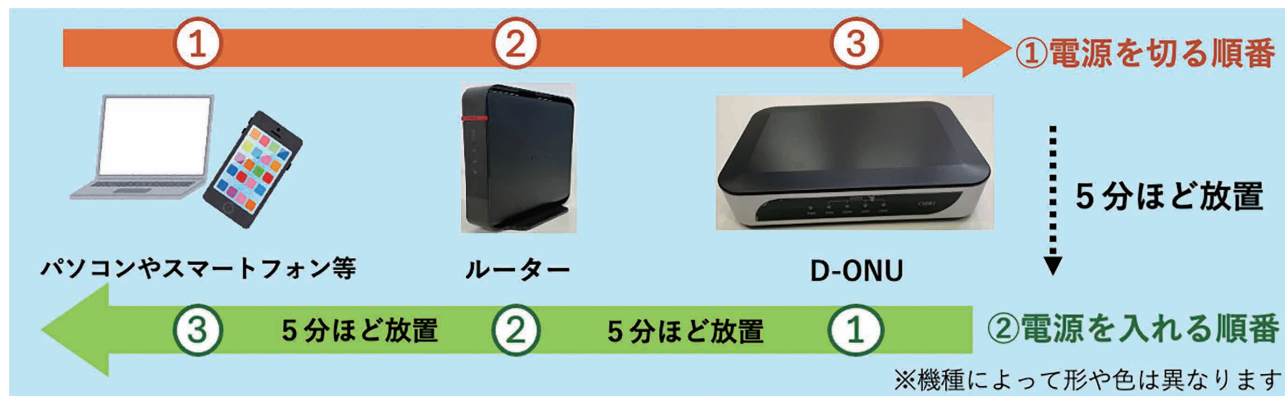 ① ② ③ ①電源を切る順番
5分ほど放置
パソコンやスマートフォン等 ルーター D-ONU
③ 5分ほど放置 ② 5分ほど放置 ① ②電源を入れる順番
※機種によって形や色は異なります